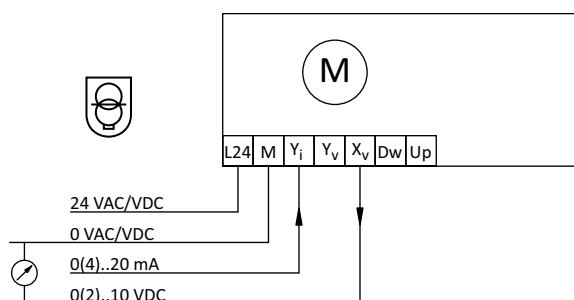 M
L24 M Yi Yv Xv Dw Up
24 VAC/VDC
0 VAC/VDC
0(4)..20 mA
0(2)..10 VDC